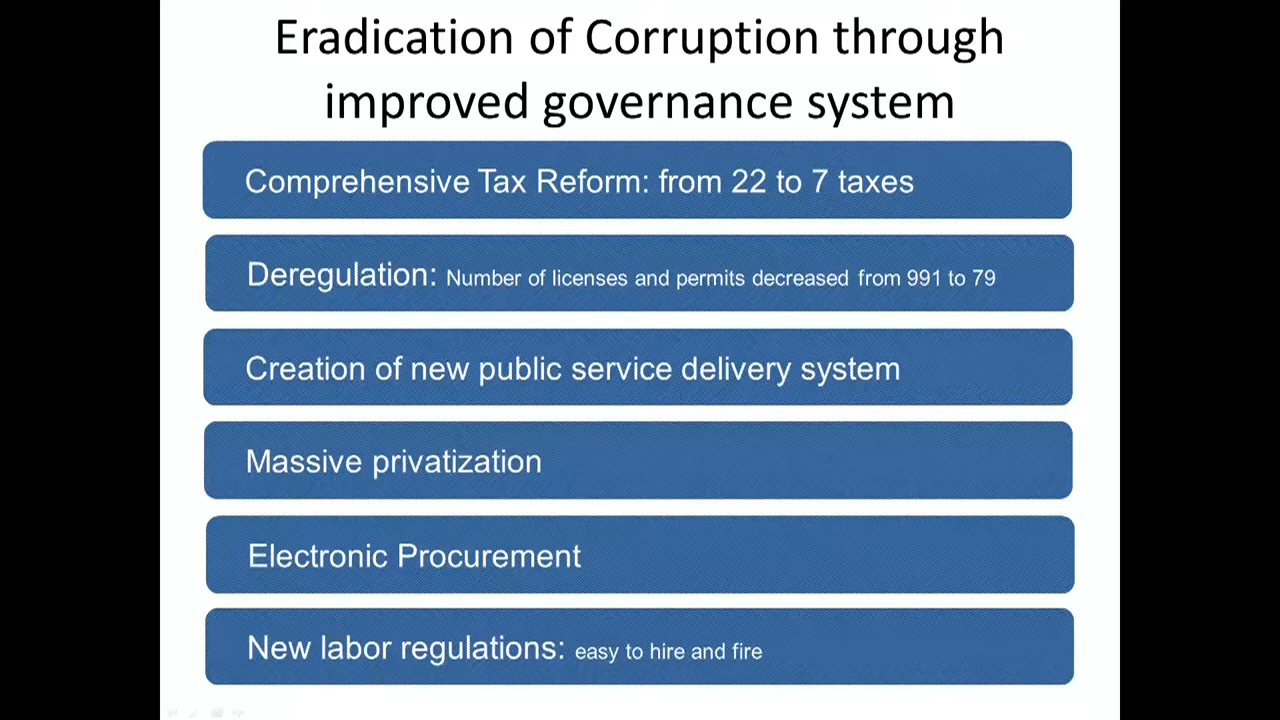 Eradication of Corruption through
improved governance system
Comprehensive Tax Reform: from 22 to 7 taxes
Deregulation: Number of licenses and permits decreased from 991 to 79
Creation of new public service delivery system
Massive privatization
Electronic Procurement
New labor regulations: easy to hire and fire